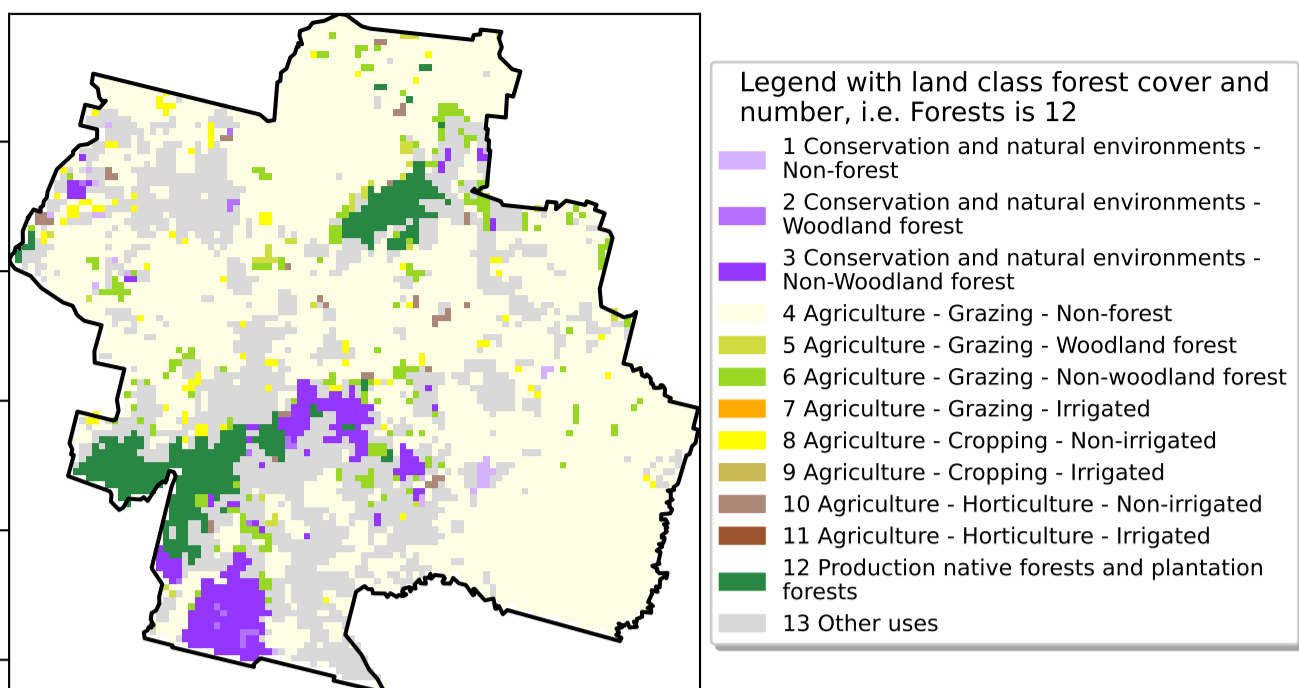 Legend with land class forest cover and
number, i.e. Forests is 12
1 Conservation and natural environments -
Non-forest
2 Conservation and natural environments -
Woodland forest
3 Conservation and natural environments -
Non-Woodland forest
4 Agriculture - Grazing - Non-forest
5 Agriculture - Grazing - Woodland forest
6 Agriculture - Grazing - Non-woodland forest
7 Agriculture - Grazing - Irrigated
8 Agriculture - Cropping - Non-irrigated
9 Agriculture - Cropping - Irrigated
10 Agriculture - Horticulture - Non-irrigated
11 Agriculture - Horticulture - Irrigated
12 Production native forests and plantation
forests
13 Other uses